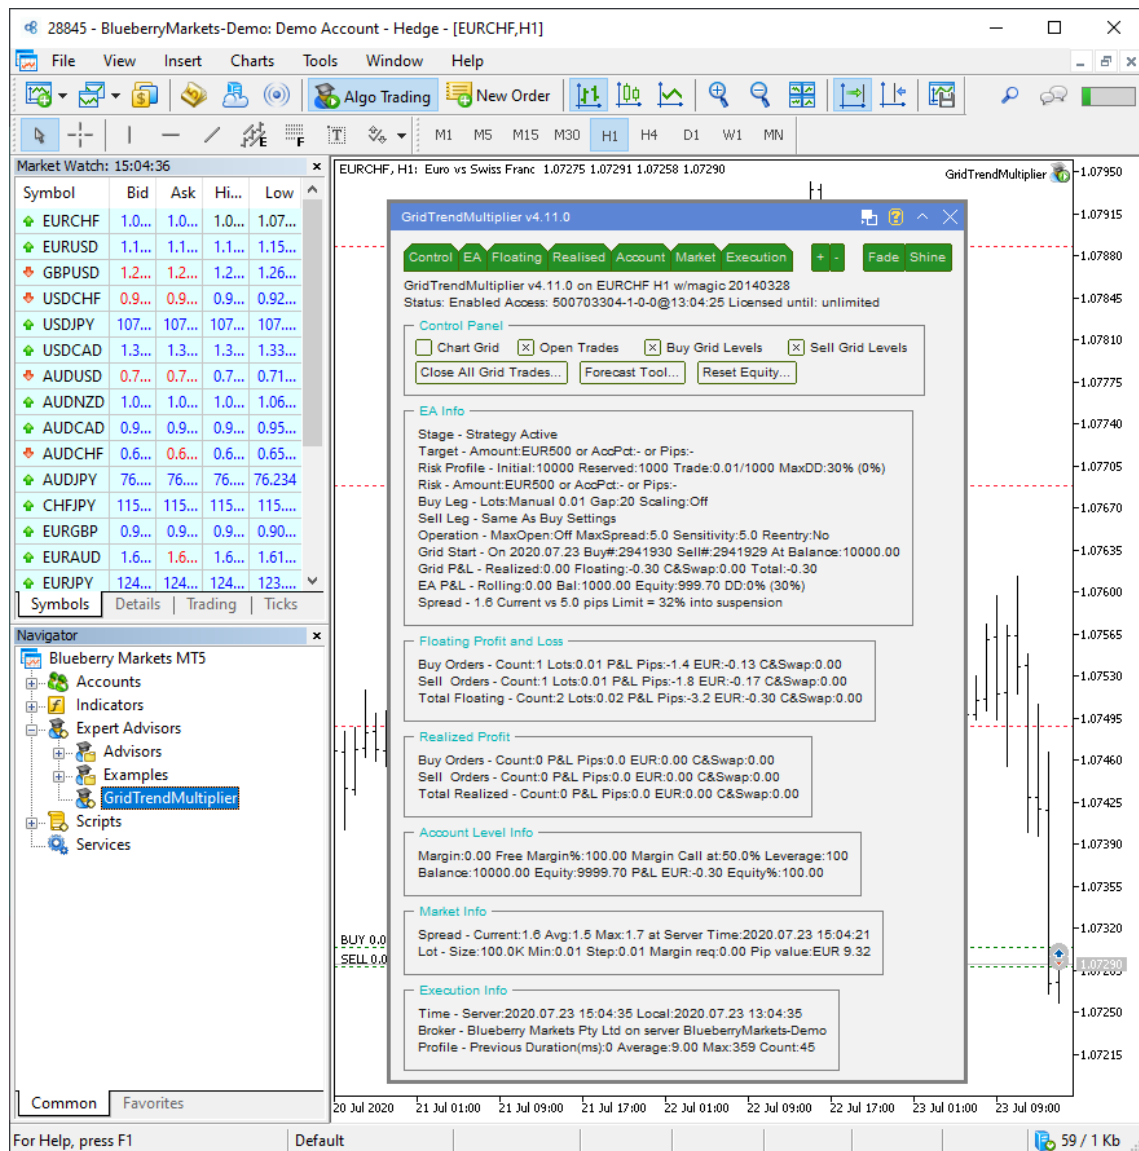 28845 - BlueberryMarkets-Demo: Demo Account - Hedge - [EURCHF,H1]
File View Insert Charts Tools Window Help
Algo Trading New Order
E F T M1 M5 M15 M30 H1 H4 D1 W1 MN
Market Watch: 15:04:36
Symbol Bid Ask Hi... Low
EURCHF 1.0... 1.0... 1.0... 1.07...
EURUSD 1.1... 1.1... 1.1... 1.15...
GBPUSD 1.2... 1.2... 1.2... 1.26...
USDCHF 0.9... 0.9... 0.9... 0.92...
USDJPY 107... 107... 107... 107....
USDCAD 1.3... 1.3... 1.3... 1.33...
AUDUSD 0.7... 0.7... 0.7... 0.71...
AUDNZD 1.0... 1.0... 1.0... 1.06...
AUDCAD 0.9... 0.9... 0.9... 0.95...
AUDCHF 0.6... 0.6... 0.6... 0.65...
AUDJPY 76.... 76.... 76.... 76.234
CHFJPY 115... 115... 115... 115....
EURGBP 0.9... 0.9... 0.9... 0.90...
EURAUD 1.6... 1.6... 1.6... 1.61...
EURJPY 124... 124... 124... 123....
Symbols Details Trading Ticks
Navigator
Blueberry Markets MT5
Accounts
Indicators
Expert Advisors
Advisors
Examples
GridTrendMultiplier
Scripts
Services
Common Favorites
EURCHF, H1: Euro vs Swiss Franc 1.07275 1.07291 1.07258 1.07290
GridTrendMultiplier
GridTrendMultiplier v4.11.0
Control EA Floating Realised Account Market Execution + - Fade Shine
GridTrendMultiplier v4.11.0 on EURCHF H1 w/magic 20140328
Status: Enabled Access: 500703304-1-0-0@13:04:25 Licensed until: unlimited
Control Panel
Chart Grid Open Trades Buy Grid Levels Sell Grid Levels
Close All Grid Trades... Forecast Tool... Reset Equity...
EA Info
Stage - Strategy Active
Target - Amount:EUR500 or AccPct:- or Pips:-
Risk Profile - Initial:10000 Reserved:1000 Trade:0.01/1000 MaxDD:30% (0%)
Risk - Amount:EUR500 or AccPct:- or Pips:-
Buy Leg - Lots:Manual 0.01 Gap:20 Scaling:Off
Sell Leg - Same As Buy Settings
Operation - MaxOpen:Off MaxSpread:5.0 Sensitivity:5.0 Reentry:No
Grid Start - On 2020.07.23 Buy#:2941930 Sell#:2941929 At Balance:10000.00
Grid P&L - Realized:0.00 Floating:-0.30 C&Swap:0.00 Total:-0.30
EA P&L - Rolling:0.00 Bal:1000.00 Equity:999.70 DD:0% (30%)
Spread - 1.6 Current vs 5.0 pips Limit = 32% into suspension
Floating Profit and Loss
Buy Orders - Count:1 Lots:0.01 P&L Pips:-1.4 EUR:-0.13 C&Swap:0.00
Sell Orders - Count:1 Lots:0.01 P&L Pips:-1.8 EUR:-0.17 C&Swap:0.00
Total Floating - Count:2 Lots:0.02 P&L Pips:-3.2 EUR:-0.30 C&Swap:0.00
Realized Profit
Buy Orders - Count:0 P&L Pips:0.0 EUR:0.00 C&Swap:0.00
Sell Orders - Count:0 P&L Pips:0.0 EUR:0.00 C&Swap:0.00
Total Realized - Count:0 P&L Pips:0.0 EUR:0.00 C&Swap:0.00
Account Level Info
Margin:0.00 Free Margin%:100.00 Margin Call at:50.0% Leverage:100
Balance:10000.00 Equity:9999.70 P&L EUR:-0.30 Equity%:100.00
Market Info
Spread - Current:1.6 Avg:1.5 Max:1.7 at Server Time:2020.07.23 15:04:21
Lot - Size:100.0K Min:0.01 Step:0.01 Margin req:0.00 Pip value:EUR 9.32
Execution Info
Time - Server:2020.07.23 15:04:35 Local:2020.07.23 13:04:35
Broker - Blueberry Markets Pty Ltd on server BlueberryMarkets-Demo
Profile - Previous Duration(ms):0 Average:9.00 Max:359 Count:45
BUY 0.0
SELL 0.0
1.07950
1.07915
1.07880
1.07845
1.07810
1.07775
1.07740
1.07705
1.07670
1.07635
1.07600
1.07565
1.07530
1.07495
1.07460
1.07425
1.07390
1.07355
1.07320
1.07290
1.07250
1.07215
20 Jul 2020 21 Jul 01:00 21 Jul 09:00 21 Jul 17:00 22 Jul 01:00 22 Jul 09:00 22 Jul 17:00 23 Jul 01:00 23 Jul 09:00
For Help, press F1 Default 59 / 1 Kb